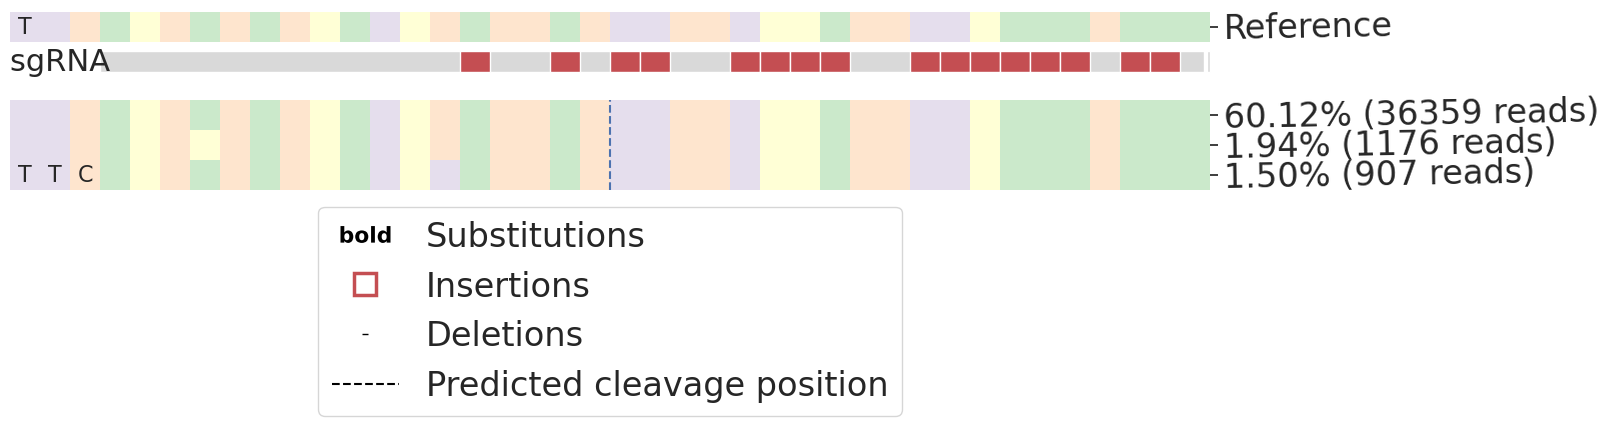 T Reference
sgRNA
60.12% (36359 reads)
1.94% (1176 reads)
T T C 1.50% (907 reads)
bold Substitutions
Insertions
- Deletions
Predicted cleavage position